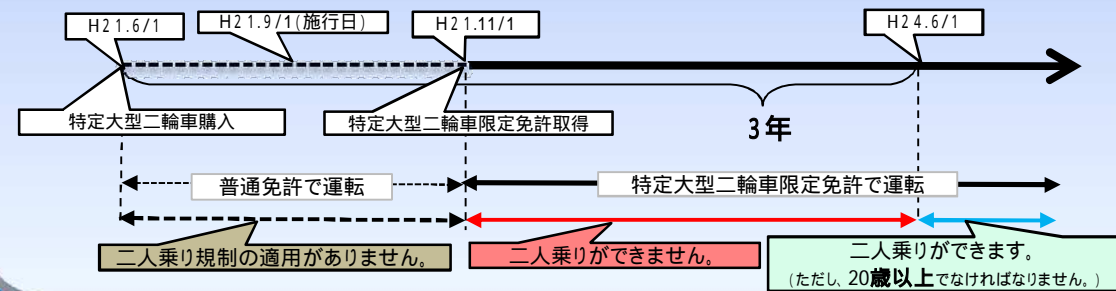 H21.6/1
H21.9/1(施行日)
H21.11/1
H24.6/1
特定大型二輪車購入
特定大型二輪車限定免許取得
3年
普通免許で運転
特定大型二輪車限定免許で運転
二人乗り規制の適用がありません。
二人乗りができません。
二人乗りができます。
(ただし、20歳以上でなければなりません。)